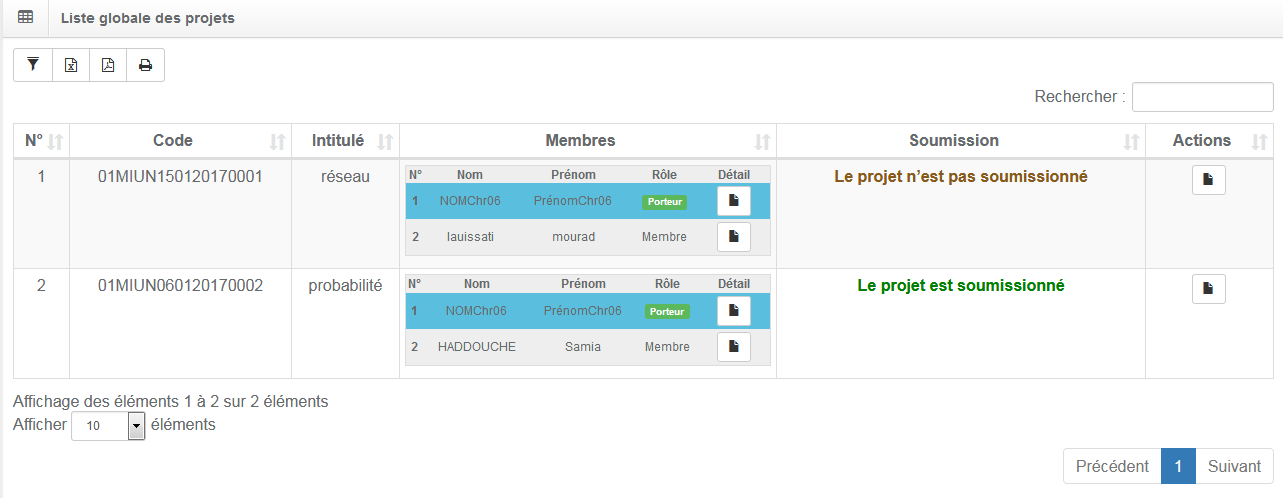 Liste globale des projets
Rechercher :
N° Code Intitulé Membres Soumission Actions
1 01MIUN150120170001 réseau Le projet n'est pas soumissionné
N° Nom Prénom Rôle Détail
1 NOMChr06 PrénomChr06 Porteur
2 lauissati mourad Membre
2 01MIUN060120170002 probabilité Le projet est soumissionné
N° Nom Prénom Rôle Détail
1 NOMChr06 PrénomChr06 Porteur
2 HADDOUCHE Samia Membre
Affichage des éléments 1 à 2 sur 2 éléments
Afficher 10 éléments
Précédent 1 Suivant